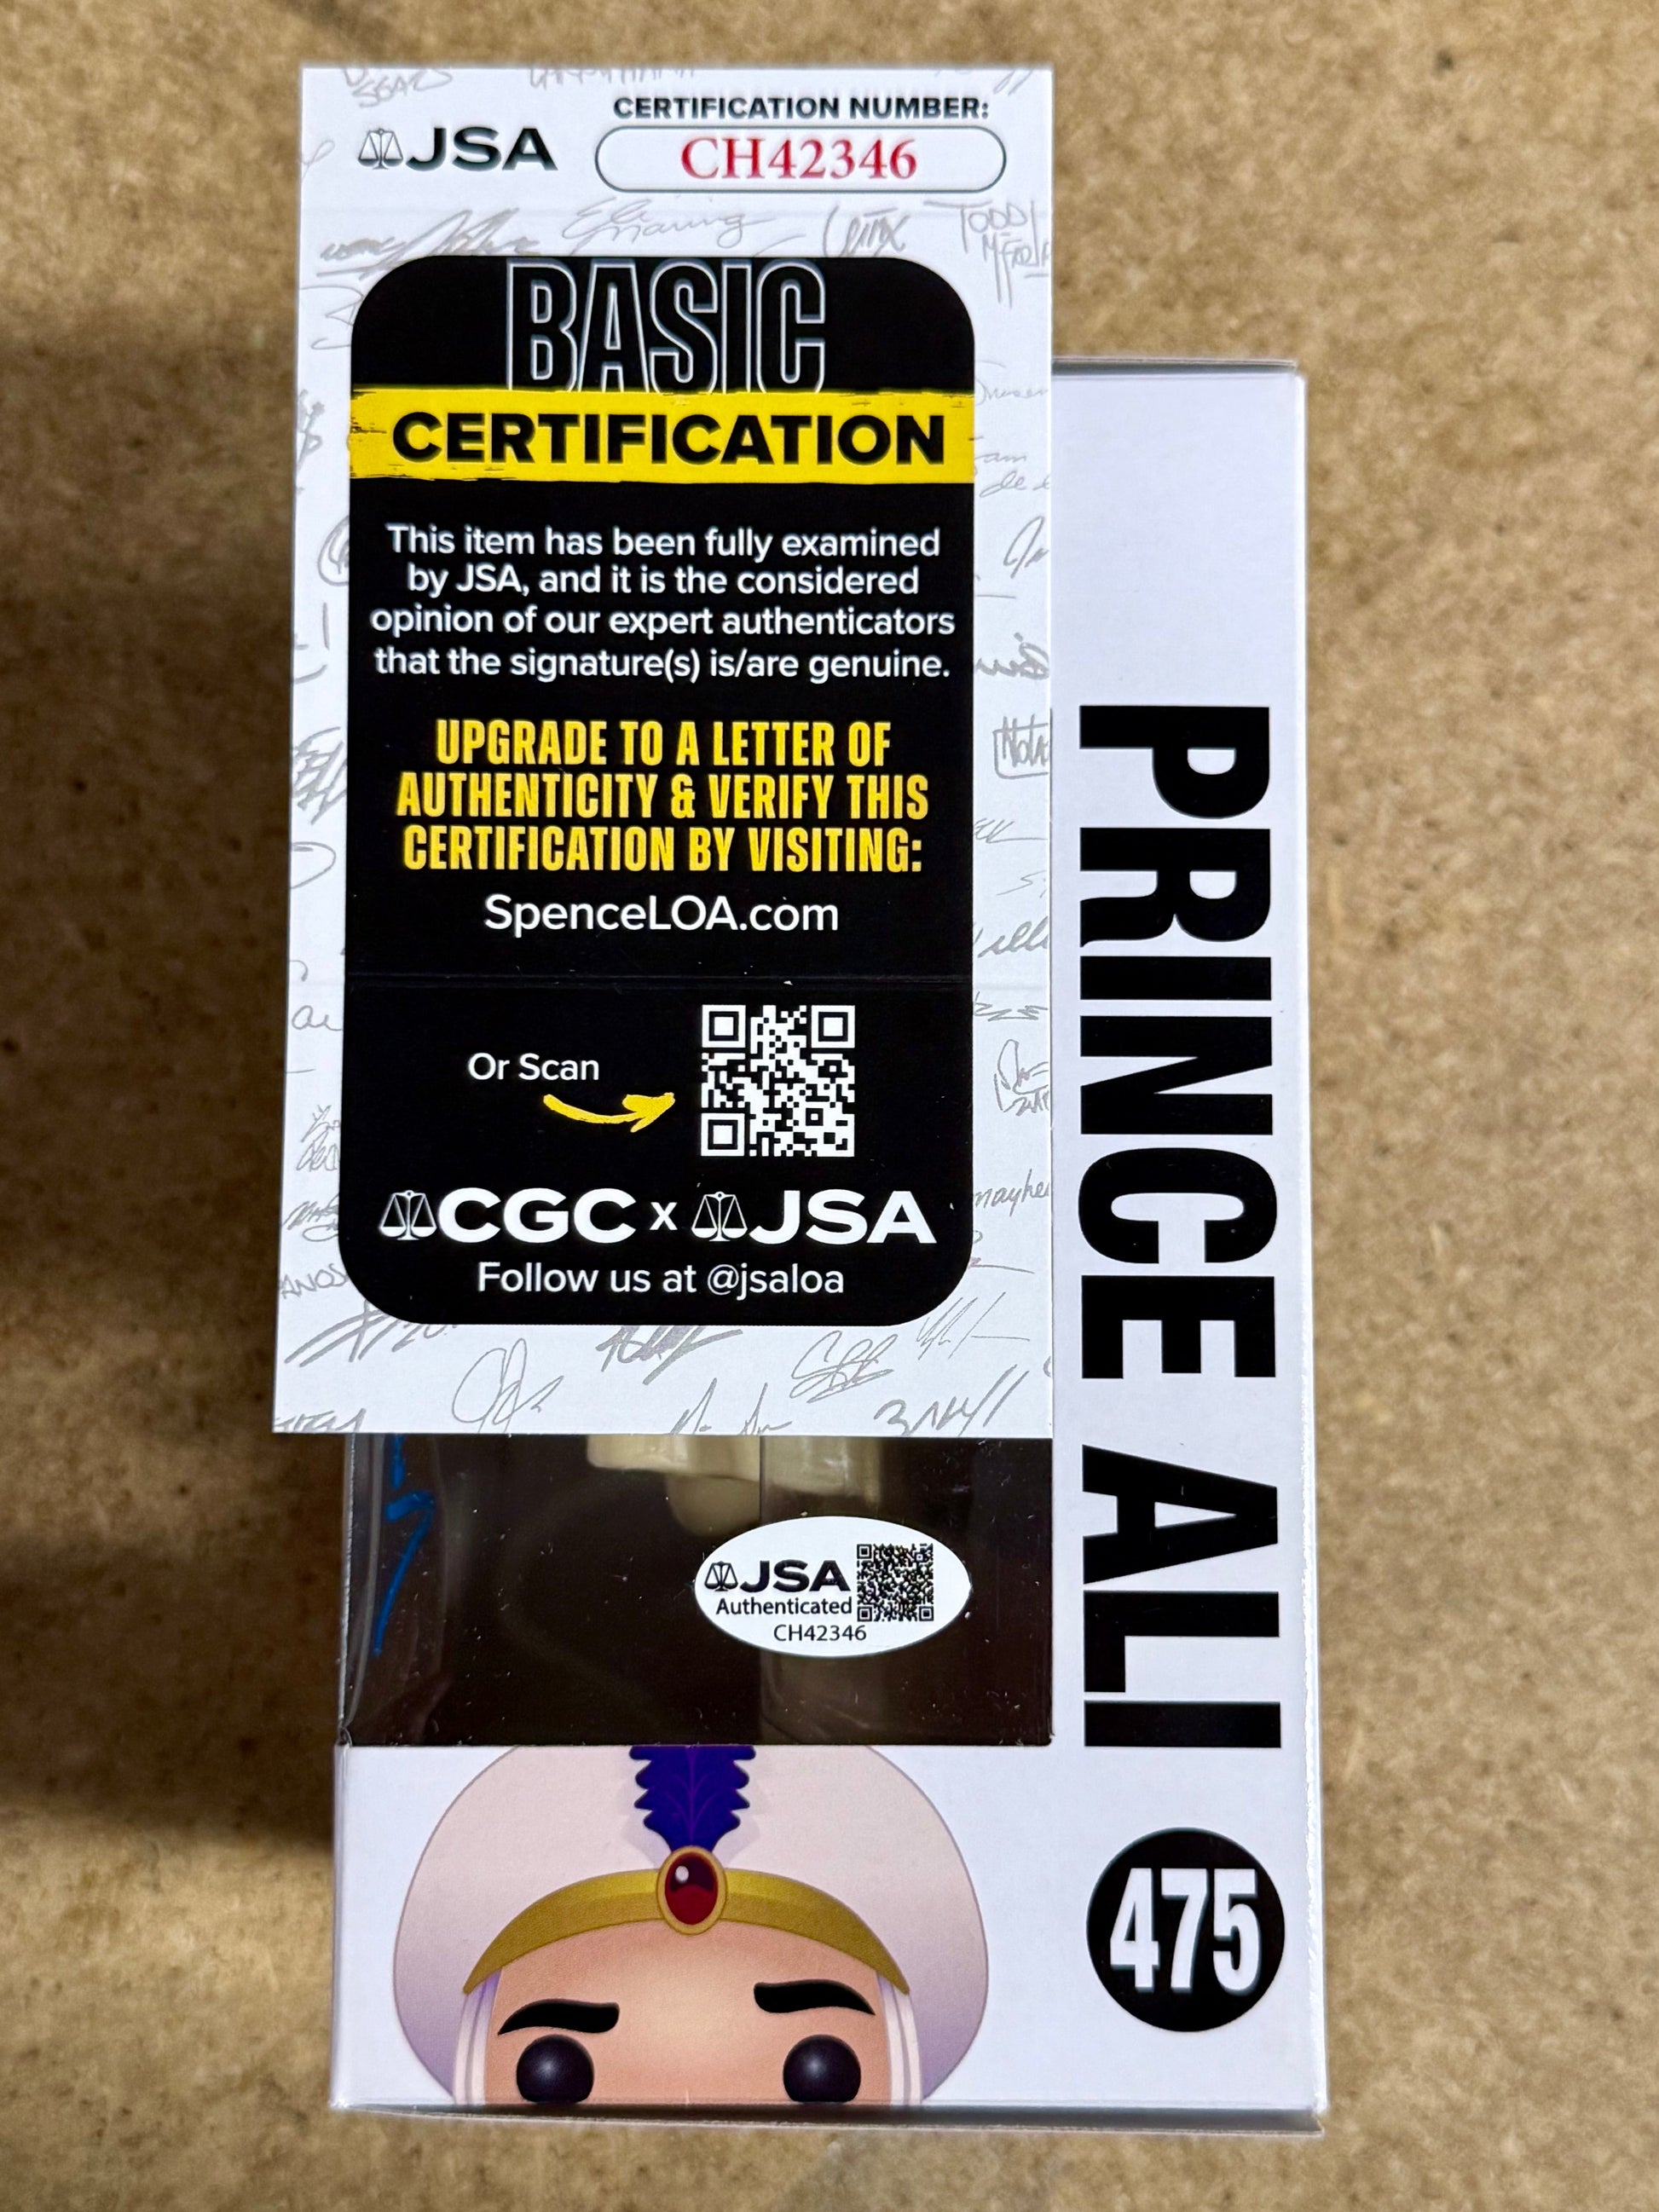 JSA
CERTIFICATION NUMBER:
CH42346
BASIC
CERTIFICATION
This item has been fully examined
by JSA, and it is the considered
opinion of our expert authenticators
that the signature(s) is/are genuine.
UPGRADE TO A LETTER OF
AUTHENTICITY & VERIFY THIS
CERTIFICATION BY VISITING:
SpenceLOA.com
Or Scan
CGC x JSA
Follow us at @jsaloa
JSA
Authenticated
CH42346
PRINCE ALI
475